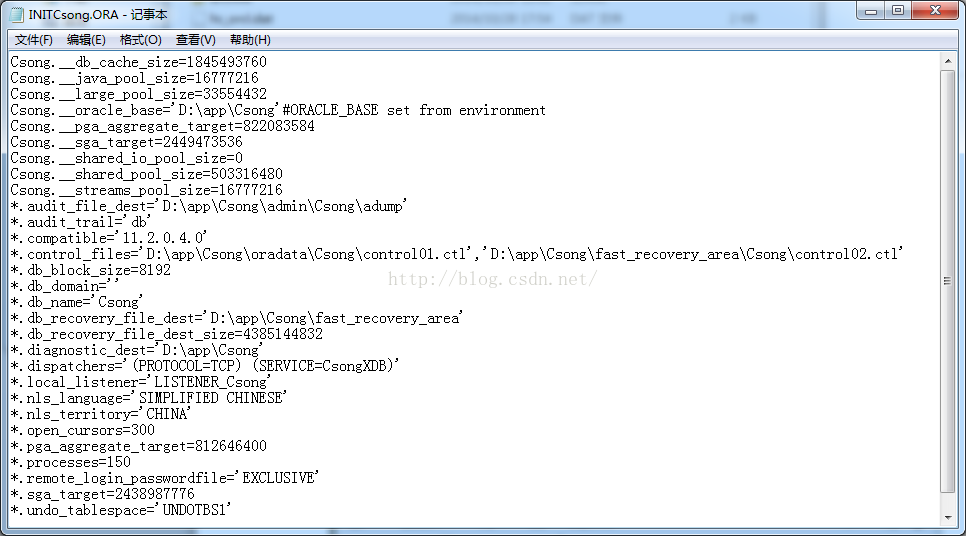 INITCsong.ORA - 记事本
文件(F) 编辑(E) 格式(O) 查看(V) 帮助(H)
Csong.__db_cache_size=1845493760
Csong.__java_pool_size=16777216
Csong.__large_pool_size=33554432
Csong.__oracle_base='D:\app\Csong'#ORACLE_BASE set from environment
Csong.__pga_aggregate_target=822083584
Csong.__sga_target=2449473536
Csong.__shared_io_pool_size=0
Csong.__shared_pool_size=503316480
Csong.__streams_pool_size=16777216
*.audit_file_dest='D:\app\Csong\admin\Csong\adump'
*.audit_trail='db'
*.compatible='11.2.0.4.0'
*.control_files='D:\app\Csong\oradata\Csong\control01.ctl','D:\app\Csong\fast_recovery_area\Csong\control02.ctl'
*.db_block_size=8192
*.db_domain=''
*.db_name='Csong'
*.db_recovery_file_dest='D:\app\Csong\fast_recovery_area'
*.db_recovery_file_dest_size=4385144832
*.diagnostic_dest='D:\app\Csong'
*.dispatchers='(PROTOCOL=TCP) (SERVICE=CsongXDB)'
*.local_listener='LISTENER_Csong'
*.nls_language='SIMPLIFIED CHINESE'
*.nls_territory='CHINA'
*.open_cursors=300
*.pga_aggregate_target=812646400
*.processes=150
*.remote_login_passwordfile='EXCLUSIVE'
*.sga_target=2438987776
*.undo_tablespace='UNDOTBS1'
http://blog.csdn.net/